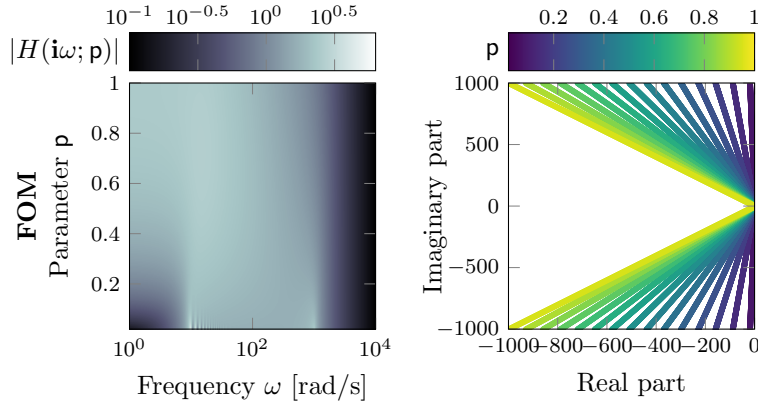 10^{-1} 10^{-0.5} 10^{0} 10^{0.5}
|H(iω; p)|
1
0.8
0.6
0.4
0.2
FOM
Parameter p
10^{0} 10^{2} 10^{4}
Frequency ω [rad/s]
0.2 0.4 0.6 0.8 1
p
1000
500
0
−500
−1000
Imaginary part
−1000 −800 −600 −400 −200 0
Real part